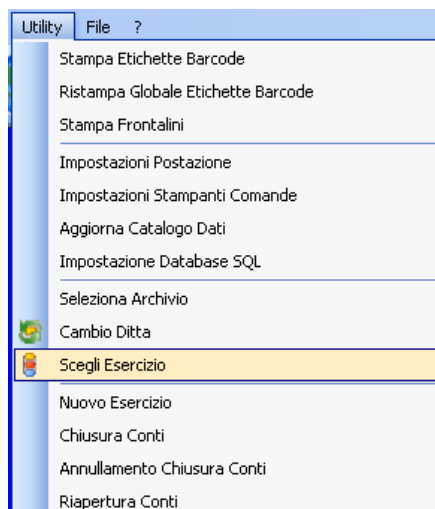 Utility File ?
Stampa Etichette Barcode
Ristampa Globale Etichette Barcode
Stampa Frontalini
Impostazioni Postazione
Impostazioni Stampanti Comande
Aggiorna Catalogo Dati
Impostazione Database SQL
Seleziona Archivio
Cambio Ditta
Scegli Esercizio
Nuovo Esercizio
Chiusura Conti
Annullamento Chiusura Conti
Riapertura Conti